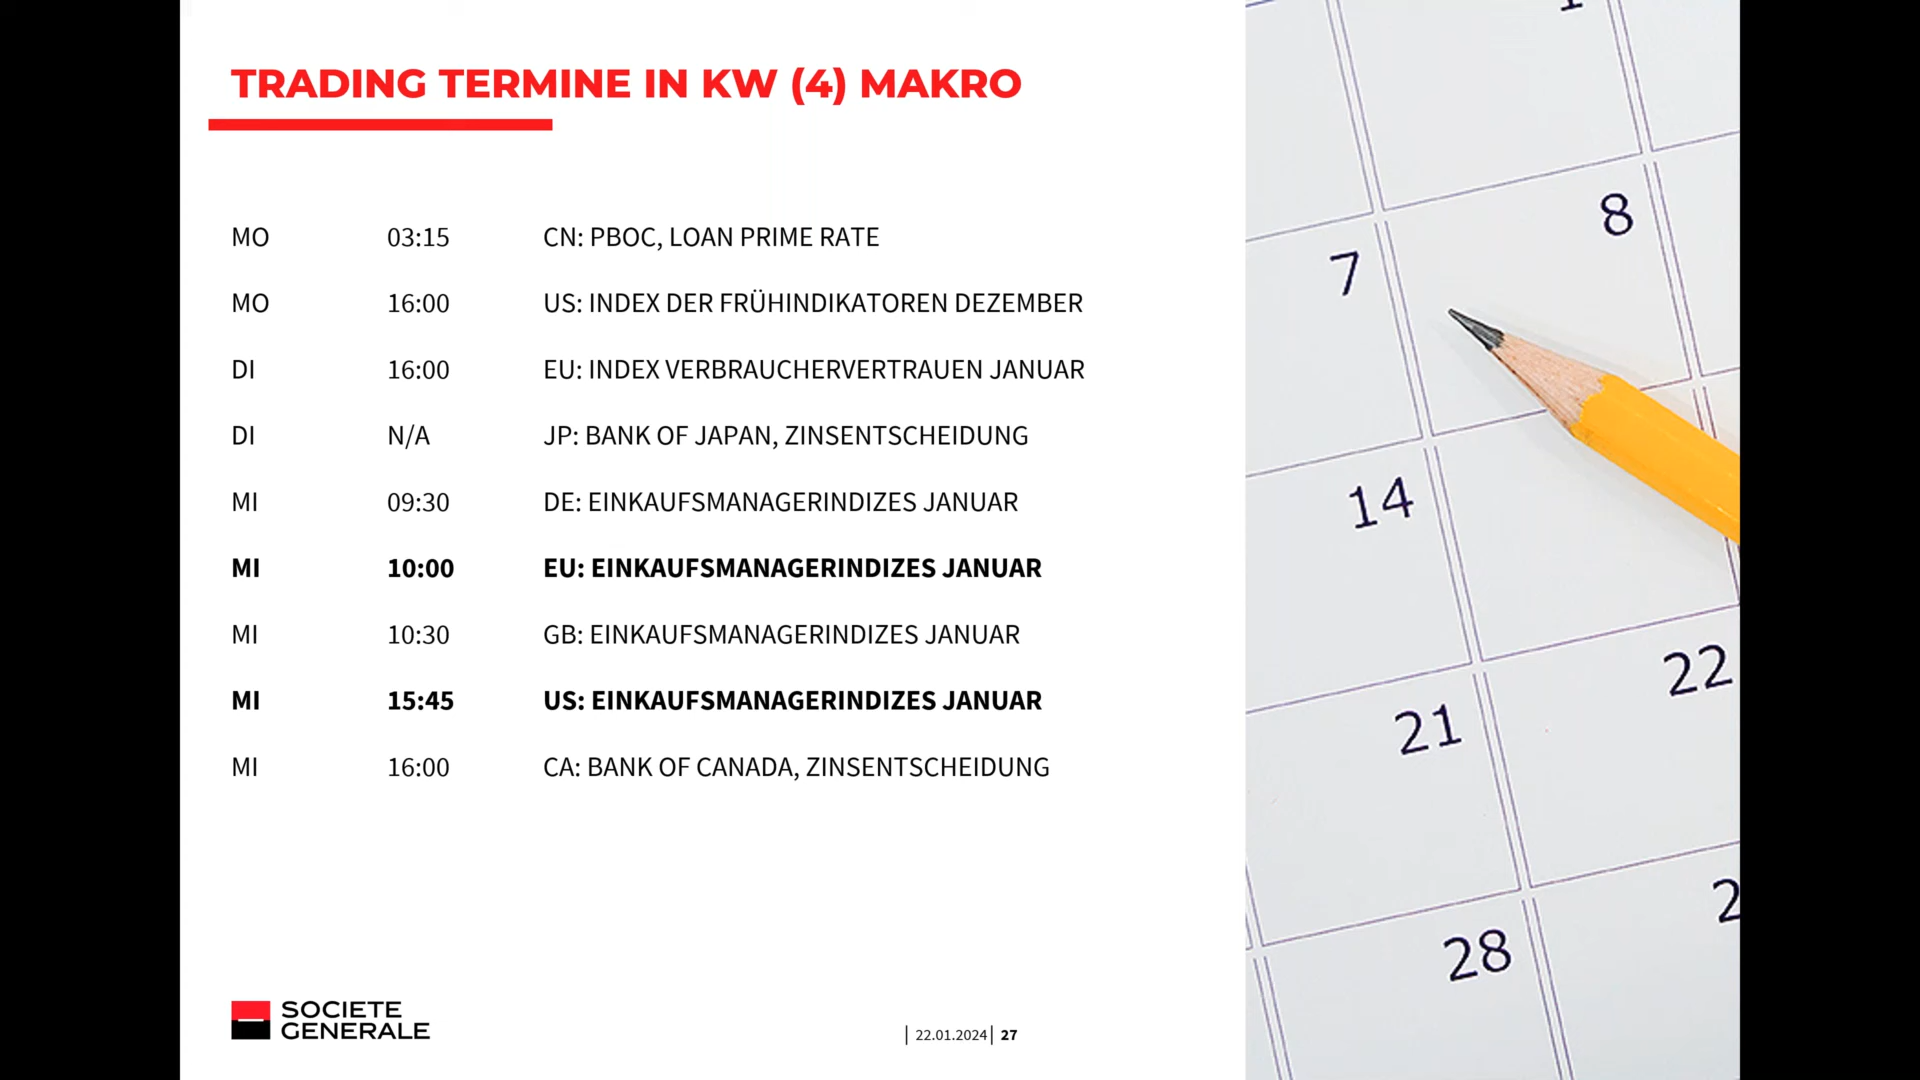 TRADING TERMINE IN KW (4) MAKRO
MO 03:15 CN: PBOC, LOAN PRIME RATE
MO 16:00 US: INDEX DER FRÜHINDIKATOREN DEZEMBER
DI 16:00 EU: INDEX VERBRAUCHERVERTRAUEN JANUAR
DI N/A JP: BANK OF JAPAN, ZINSENTSCHEIDUNG
MI 09:30 DE: EINKAUFSMANAGERINDIZES JANUAR
MI 10:00 EU: EINKAUFSMANAGERINDIZES JANUAR
MI 10:30 GB: EINKAUFSMANAGERINDIZES JANUAR
MI 15:45 US: EINKAUFSMANAGERINDIZES JANUAR
MI 16:00 CA: BANK OF CANADA, ZINSENTSCHEIDUNG
SOCIETE
GENERALE
| 22.01.2024 | 27
8
7
14
22
21
28